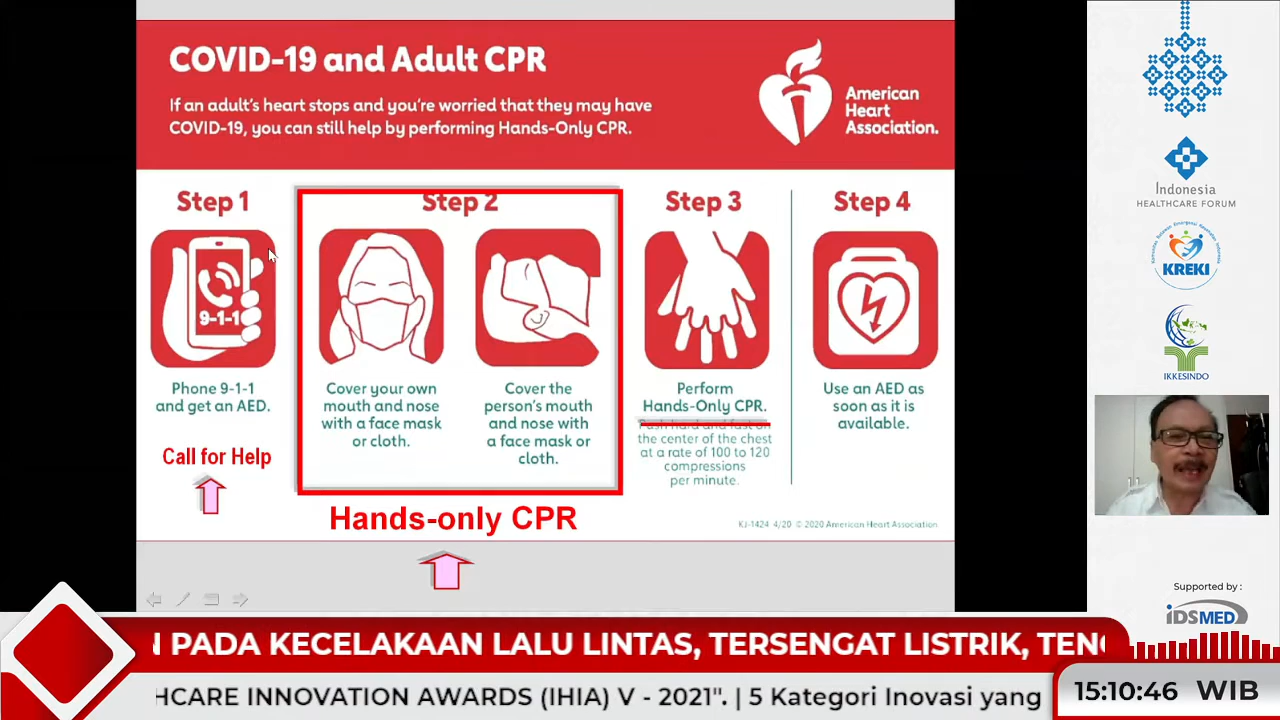 COVID-19 and Adult CPR
If an adult's heart stops and you're worried that they may have
COVID-19, you can still help by performing Hands-Only CPR.
American
Heart
Association.
Step 1
9-1-1
Phone 9-1-1
and get an AED.
Call for Help
Step 2
Cover your own
mouth and nose
with a face mask
or cloth.
Cover the
person's mouth
and nose with
a face mask or
cloth.
Hands-only CPR
Step 3
Perform
Hands-Only CPR.
Push hard and fast on
the center of the chest
at a rate of 100 to 120
compressions
per minute.
Step 4
Use an AED as
soon as it is
available.
KJ-1424 4/20 © 2020 American Heart Association
Indonesia
HEALTHCARE FORUM
KREKI
IKKESINDO
Supported by :
IDSMED
N PADA KECELAKAAN LALU LINTAS, TERSENGAT LISTRIK, TENG
HCARE INNOVATION AWARDS (IHIA) V - 2021". | 5 Kategori Inovasi yang
15:10:46 WIB